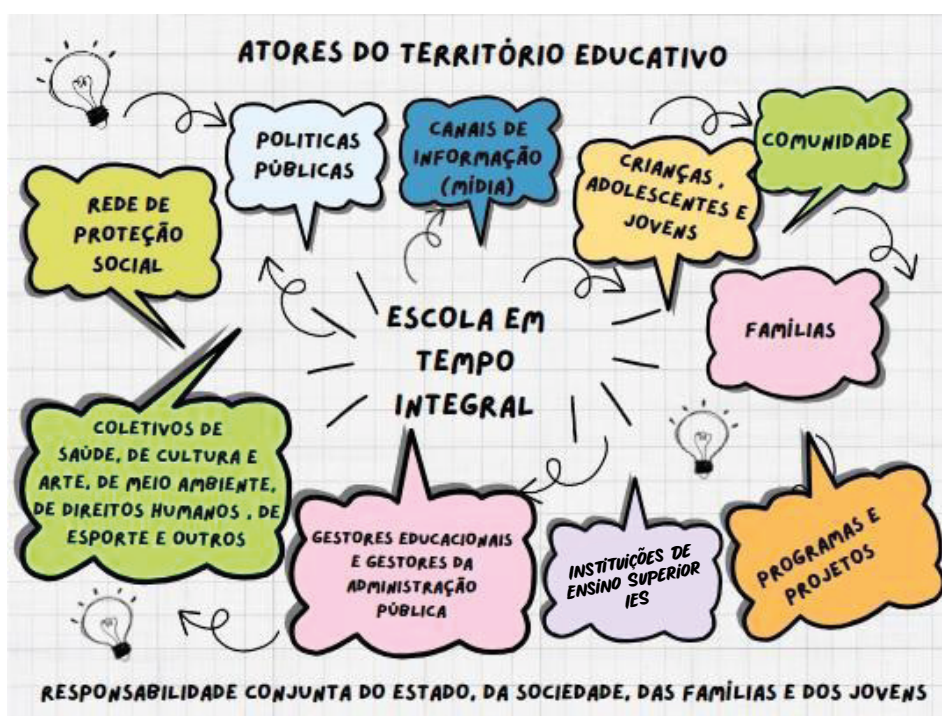 ATORES DO TERRITÓRIO EDUCATIVO
POLITICAS
PÚBLICAS
CANAIS DE
INFORMAÇÃO
(MÍDIA)
CRIANÇAS,
ADOLESCENTES E
JOVENS
COMUNIDADE
REDE DE
PROTEÇÃO
SOCIAL
ESCOLA EM
TEMPO
INTEGRAL
FAMÍLIAS
COLETIVOS DE
SAÚDE, DE CULTURA E
ARTE, DE MEIO AMBIENTE,
DE DIREITOS HUMANOS , DE
ESPORTE E OUTROS
GESTORES EDUCACIONAIS
E GESTORES DA
ADMINISTRAÇÃO
PÚBLICA
INSTITUIÇÕES DE
ENSINO SUPERIOR
IES
PROGRAMAS E
PROJETOS
RESPONSABILIDADE CONJUNTA DO ESTADO, DA SOCIEDADE, DAS FAMÍLIAS E DOS JOVENS